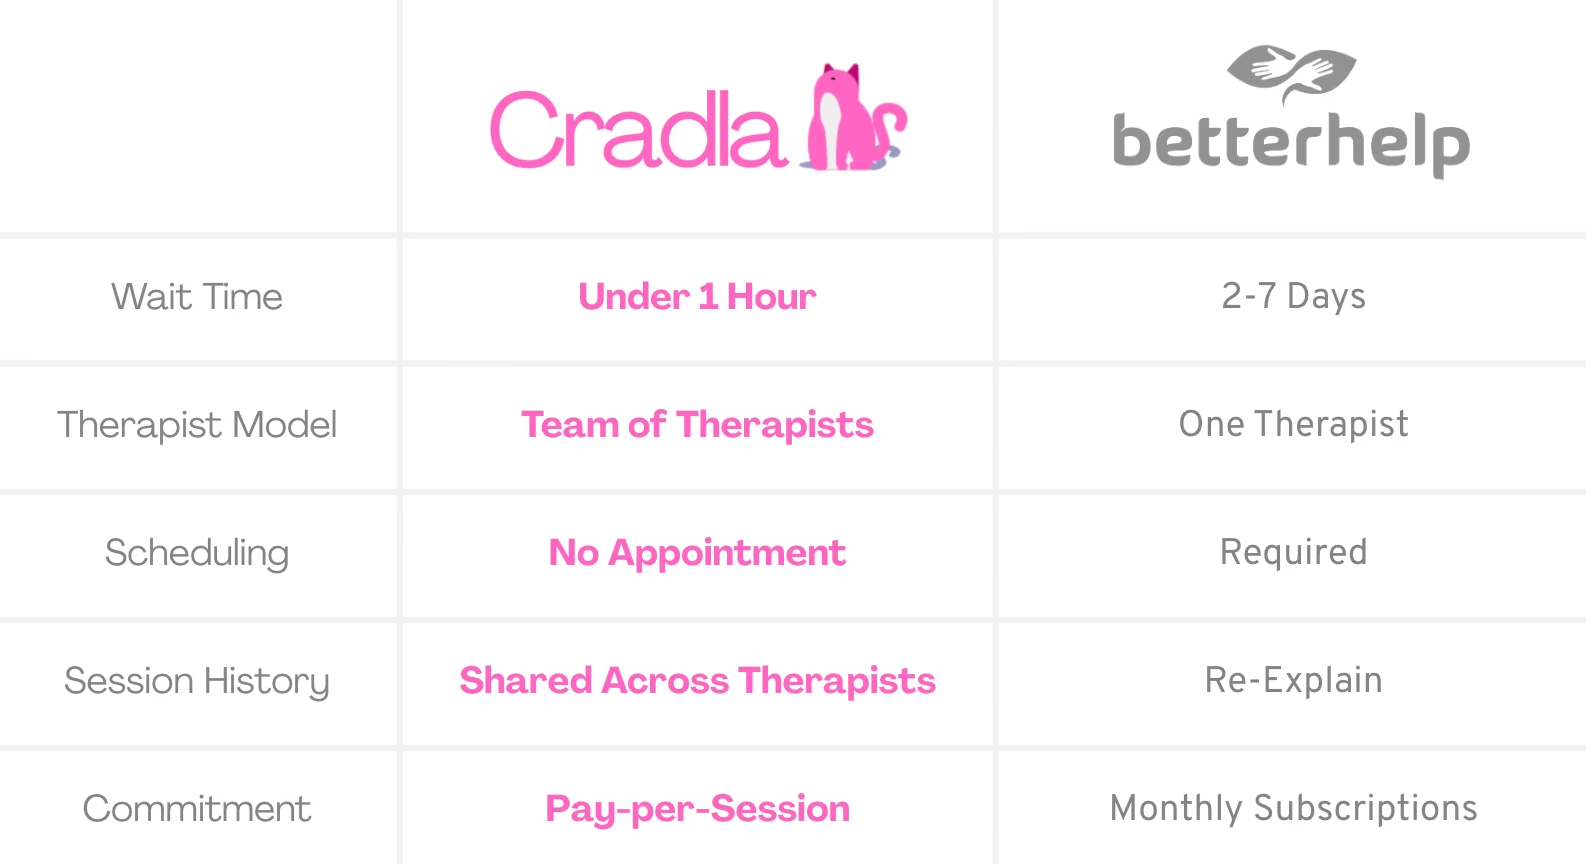 Cradla
betterhelp
Wait Time
Under 1 Hour
2-7 Days
Therapist Model
Team of Therapists
One Therapist
Scheduling
No Appointment
Required
Session History
Shared Across Therapists
Re-Explain
Commitment
Pay-per-Session
Monthly Subscriptions